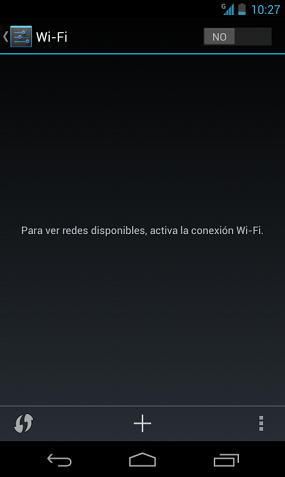 G 10:27
Wi-Fi NO
Para ver redes disponibles, activa la conexión Wi-Fi.